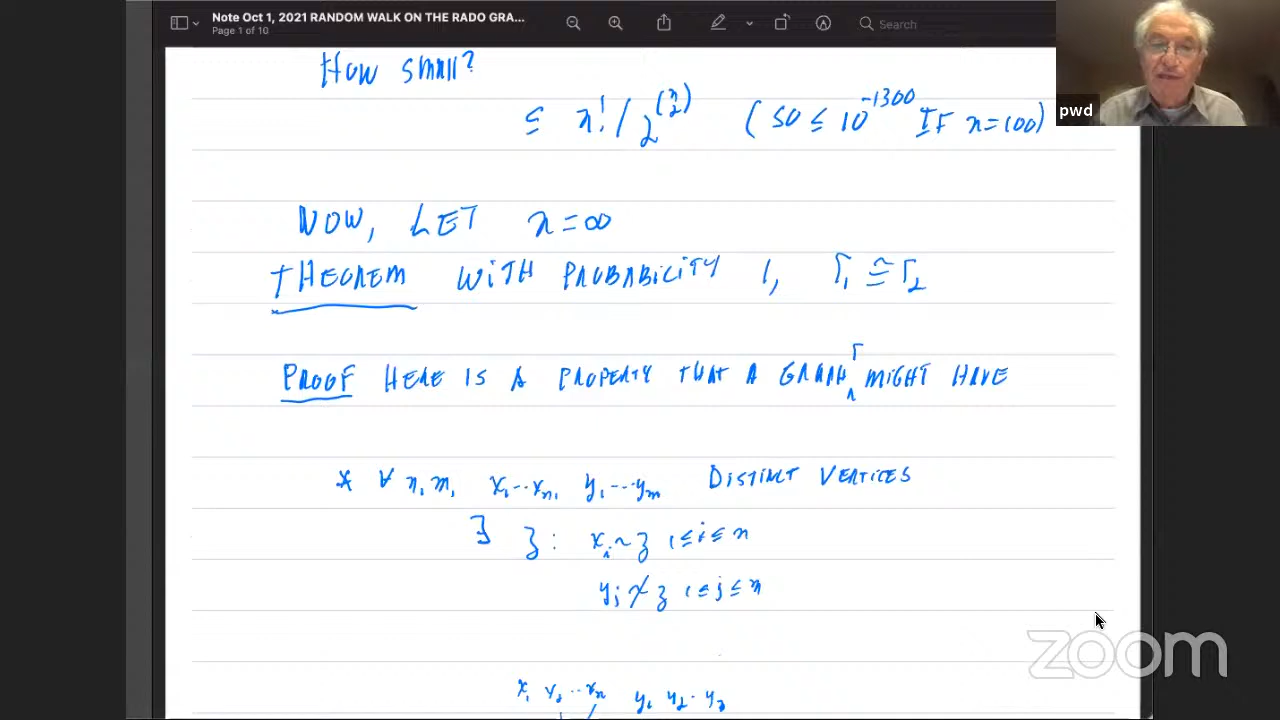 Note Oct 1, 2021 RANDOM WALK ON THE RADO GRA...
Page 1 of 10
Search
pwd
HOW SMALL?
≤ n! / 2^(n 2) ( SO ≤ 10^-1300 IF n=100)
NOW, LET n=∞
THEOREM WITH PROBABILITY 1, Γ₁ ≅ Γ₂
PROOF HERE IS A PROPERTY THAT A GRAPH Γ MIGHT HAVE
* ∀ n, m, x₁...xₙ, y₁...yₘ DISTINCT VERTICES
∃ z: xᵢ ~ z 1≤i≤n
yⱼ ≁ z 1≤j≤m
x₁ x₂ ... xₙ y₁ y₂ . y₂
zoom